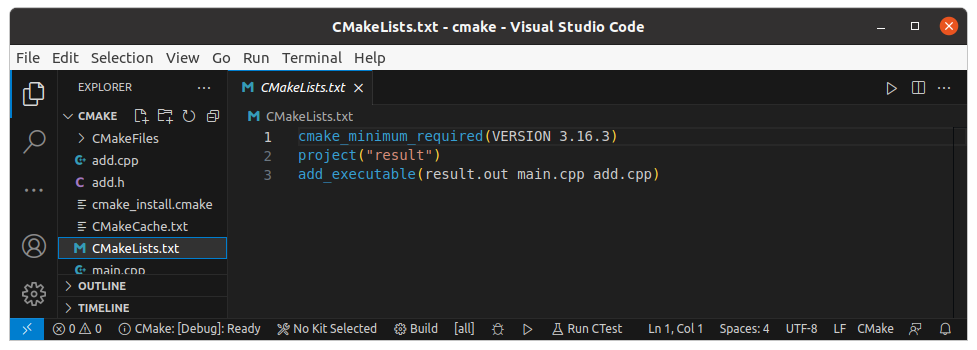 CMakeLists.txt - cmake - Visual Studio Code
File Edit Selection View Go Run Terminal Help
EXPLORER
CMAKE
CMakeFiles
add.cpp
add.h
cmake_install.cmake
CMakeCache.txt
CMakeLists.txt
main.cpp
OUTLINE
TIMELINE
CMakeLists.txt
CMakeLists.txt
1 cmake_minimum_required(VERSION 3.16.3)
2 project("result")
3 add_executable(result.out main.cpp add.cpp)
0 0 CMake: [Debug]: Ready No Kit Selected Build [all] Run CTest Ln 1, Col 1 Spaces: 4 UTF-8 LF CMake